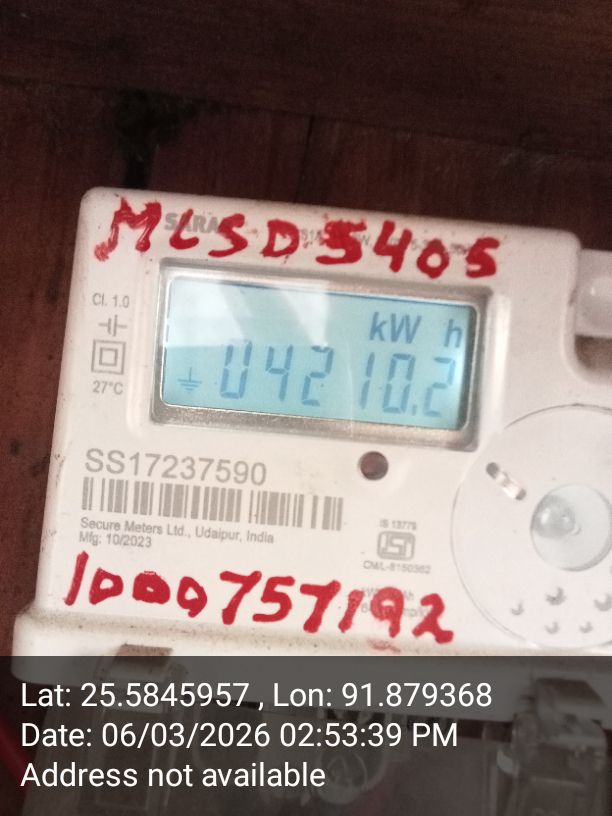 MLSD5405
Cl. 1.0
kW h
04210.2
27°C
SS17237590
Secure Meters Ltd., Udaipur, India
Mfg: 10/2023
IS 13779
CM/L-8150362
1000757192
Lat: 25.5845957 , Lon: 91.879368
Date: 06/03/2026 02:53:39 PM
Address not available